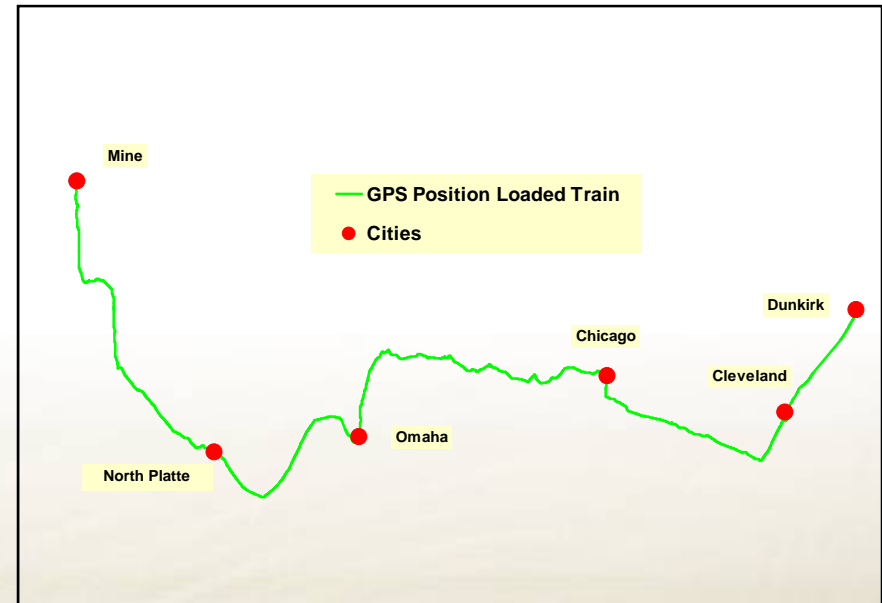 Mine
GPS Position Loaded Train
Cities
Dunkirk
Chicago
Cleveland
Omaha
North Platte